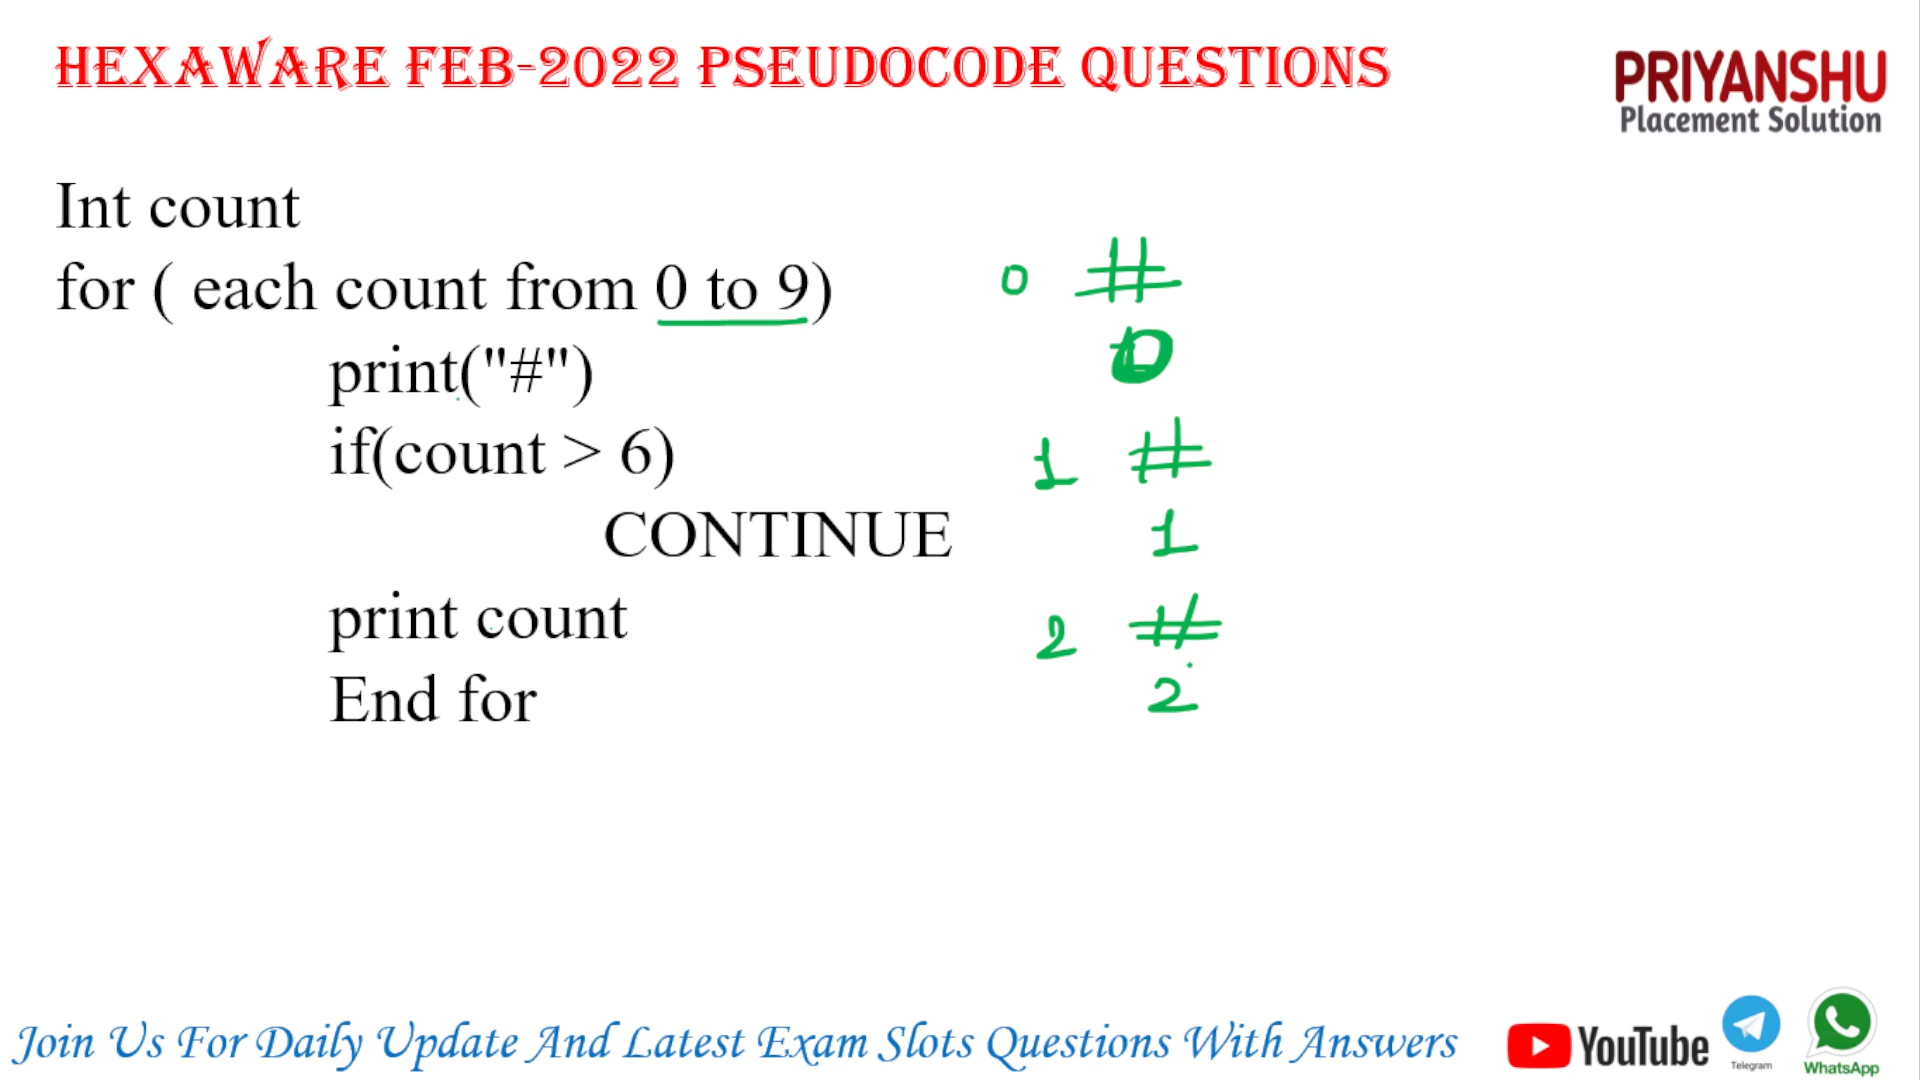 HEXAWARE FEB-2022 PSEUDOCODE QUESTIONS
PRIYANSHU
Placement Solution
Int count
for ( each count from 0 to 9)
print("#")
if(count > 6)
CONTINUE
print count
End for
0 #
0
1 #
1
2 #
2
Join Us For Daily Update And Latest Exam Slots Questions With Answers
YouTube
Telegram
WhatsApp